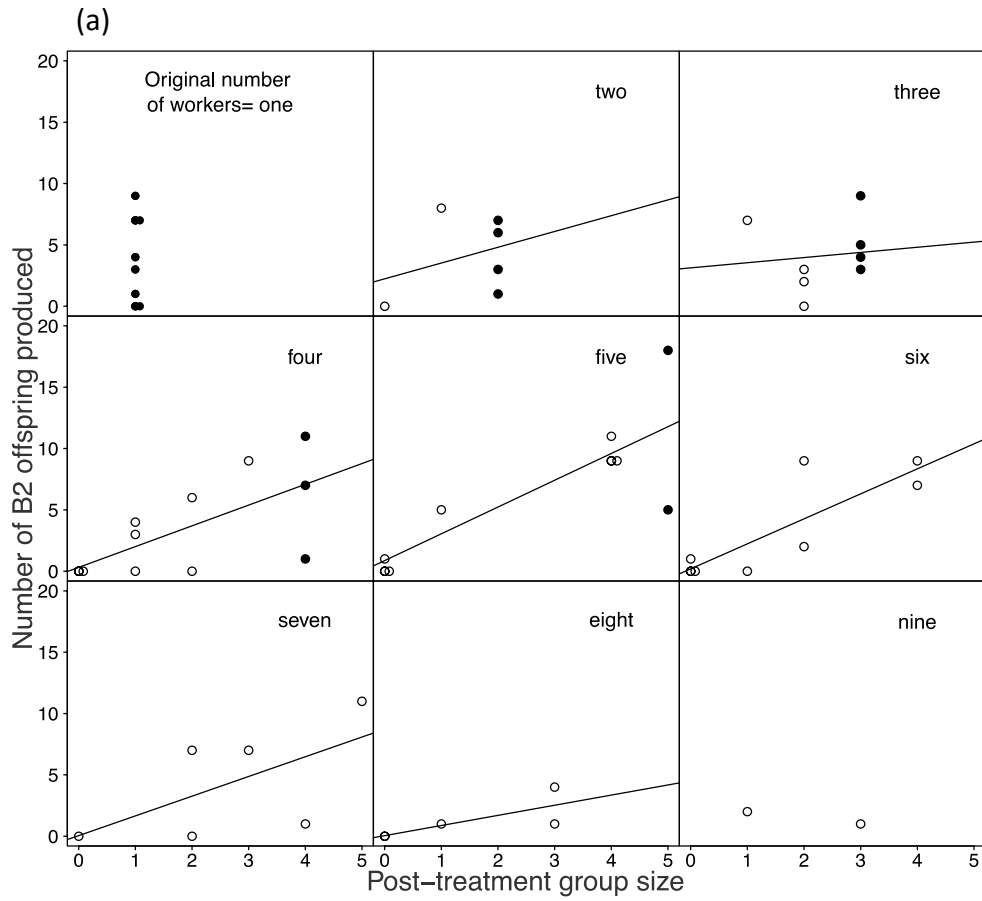 (a)
20
15
10
5
0
Original number
of workers= one
two
three
20
15
10
5
0
four
five
six
20
15
10
5
0
seven
eight
nine
0 1 2 3 4 5 0 1 2 3 4 5 0 1 2 3 4 5
Number of B2 offspring produced
Post−treatment group size